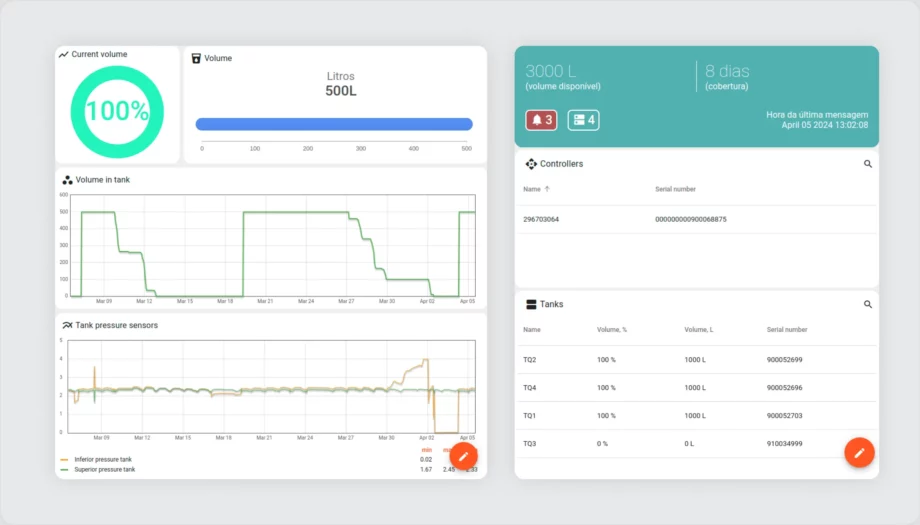 Current volume
100%
Volume
Litros
500L
0 100 200 300 400 500
Volume in tank
600
500
400
300
200
100
0
Mar 09 Mar 12 Mar 15 Mar 18 Mar 21 Mar 24 Mar 27 Mar 30 Apr 02 Apr 05
Tank pressure sensors
5
4
3
2
1
0
Mar 09 Mar 12 Mar 15 Mar 18 Mar 21 Mar 24 Mar 27 Mar 30 Apr 02 Apr 05
min
Inferior pressure tank 0.02
Superior pressure tank 1.67 2.45 2.33
3000 L 8 dias
(volume disponível) (cobertura)
3 4
Hora da última mensagem
April 05 2024 13:02:08
Controllers
Name Serial number
296703064 000000000900068875
Tanks
Name Volume, % Volume, L Serial number
TQ2 100 % 1000 L 900052699
TQ4 100 % 1000 L 900052696
TQ1 100 % 1000 L 900052703
TQ3 0 % 0 L 910034999